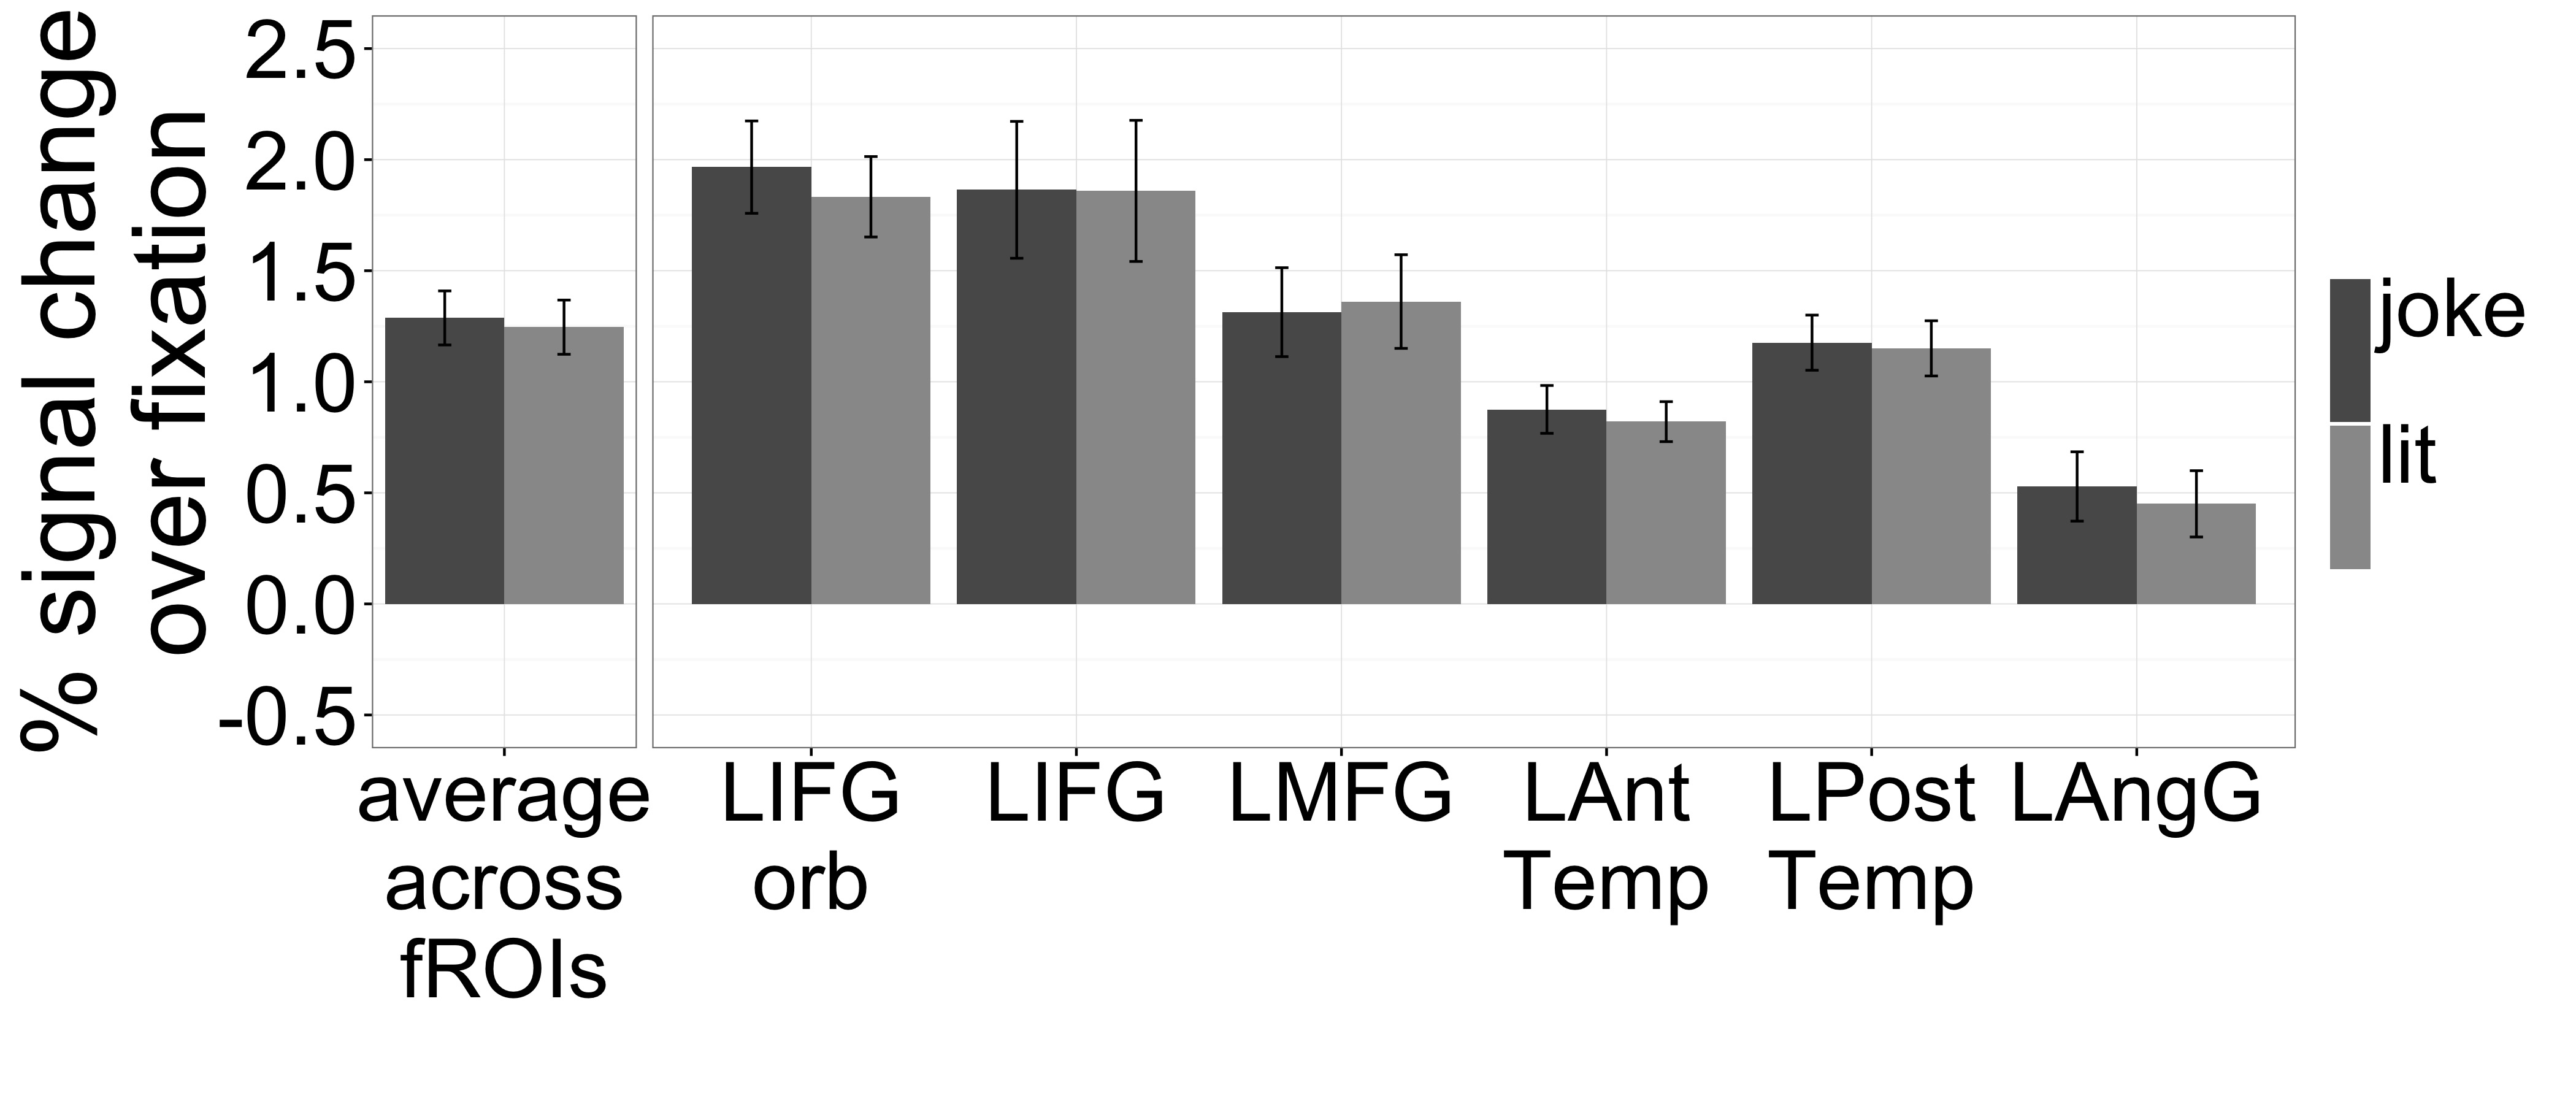 % signal change
over fixation
2.5
2.0
1.5
1.0
0.5
0.0
-0.5
average
across
fROIs
LIFG
orb
LIFG
LMFG
LAnt
Temp
LPost
Temp
LAngG
joke
lit